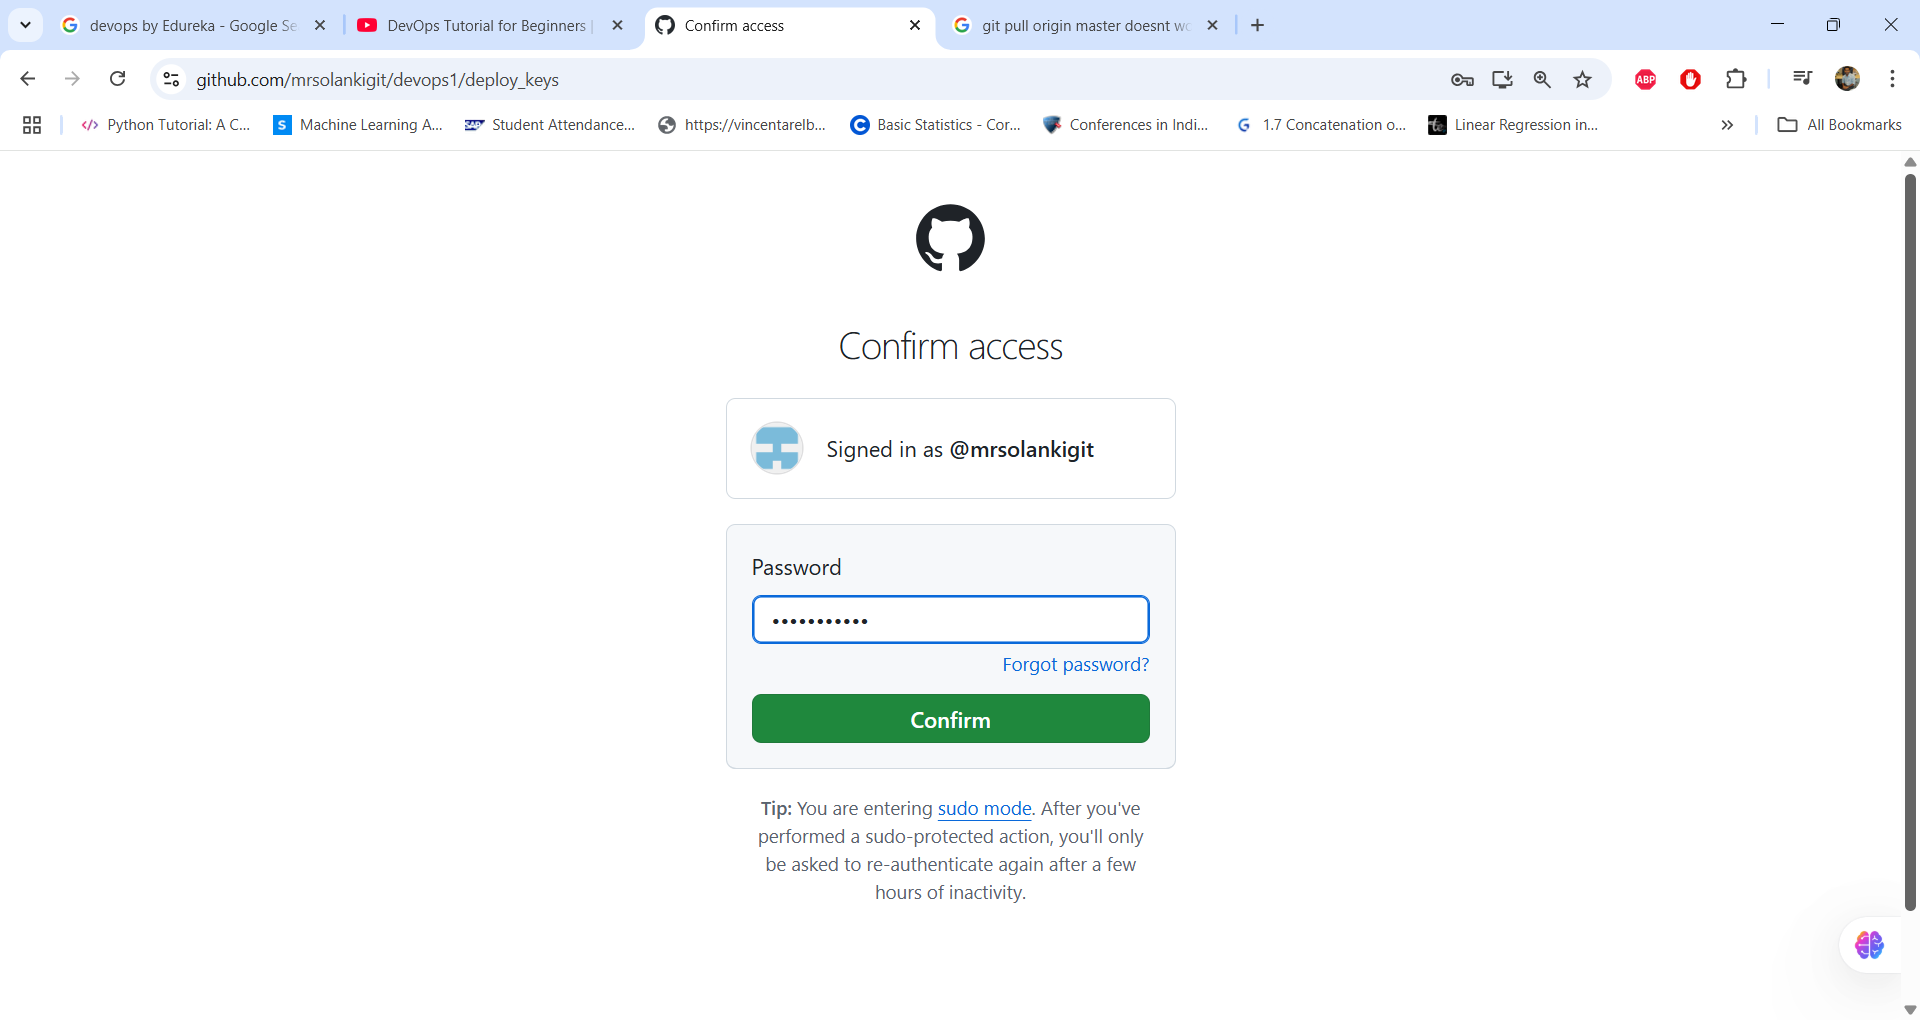 devops by Edureka - Google Se
DevOps Tutorial for Beginners |
Confirm access
git pull origin master doesnt wo
github.com/mrsolankigit/devops1/deploy_keys
ABP
Python Tutorial: A C...
S
Machine Learning A...
SAP
Student Attendance...
https://vincentarelb...
C
Basic Statistics - Cor...
Conferences in Indi...
G
1.7 Concatenation o...
Linear Regression in...
All Bookmarks
Confirm access
Signed in as @mrsolankigit
Password
•••••••••••
Forgot password?
Confirm
Tip: You are entering sudo mode. After you've
performed a sudo-protected action, you'll only
be asked to re-authenticate again after a few
hours of inactivity.